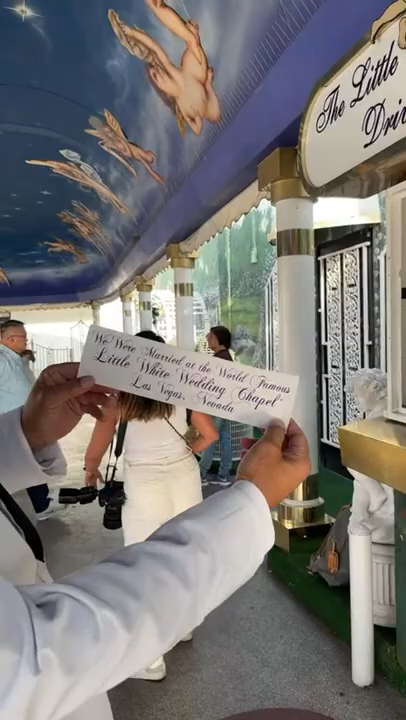 The Little
Dri
We Were Married at the World Famous
Little White Wedding Chapel
Las Vegas, Nevada